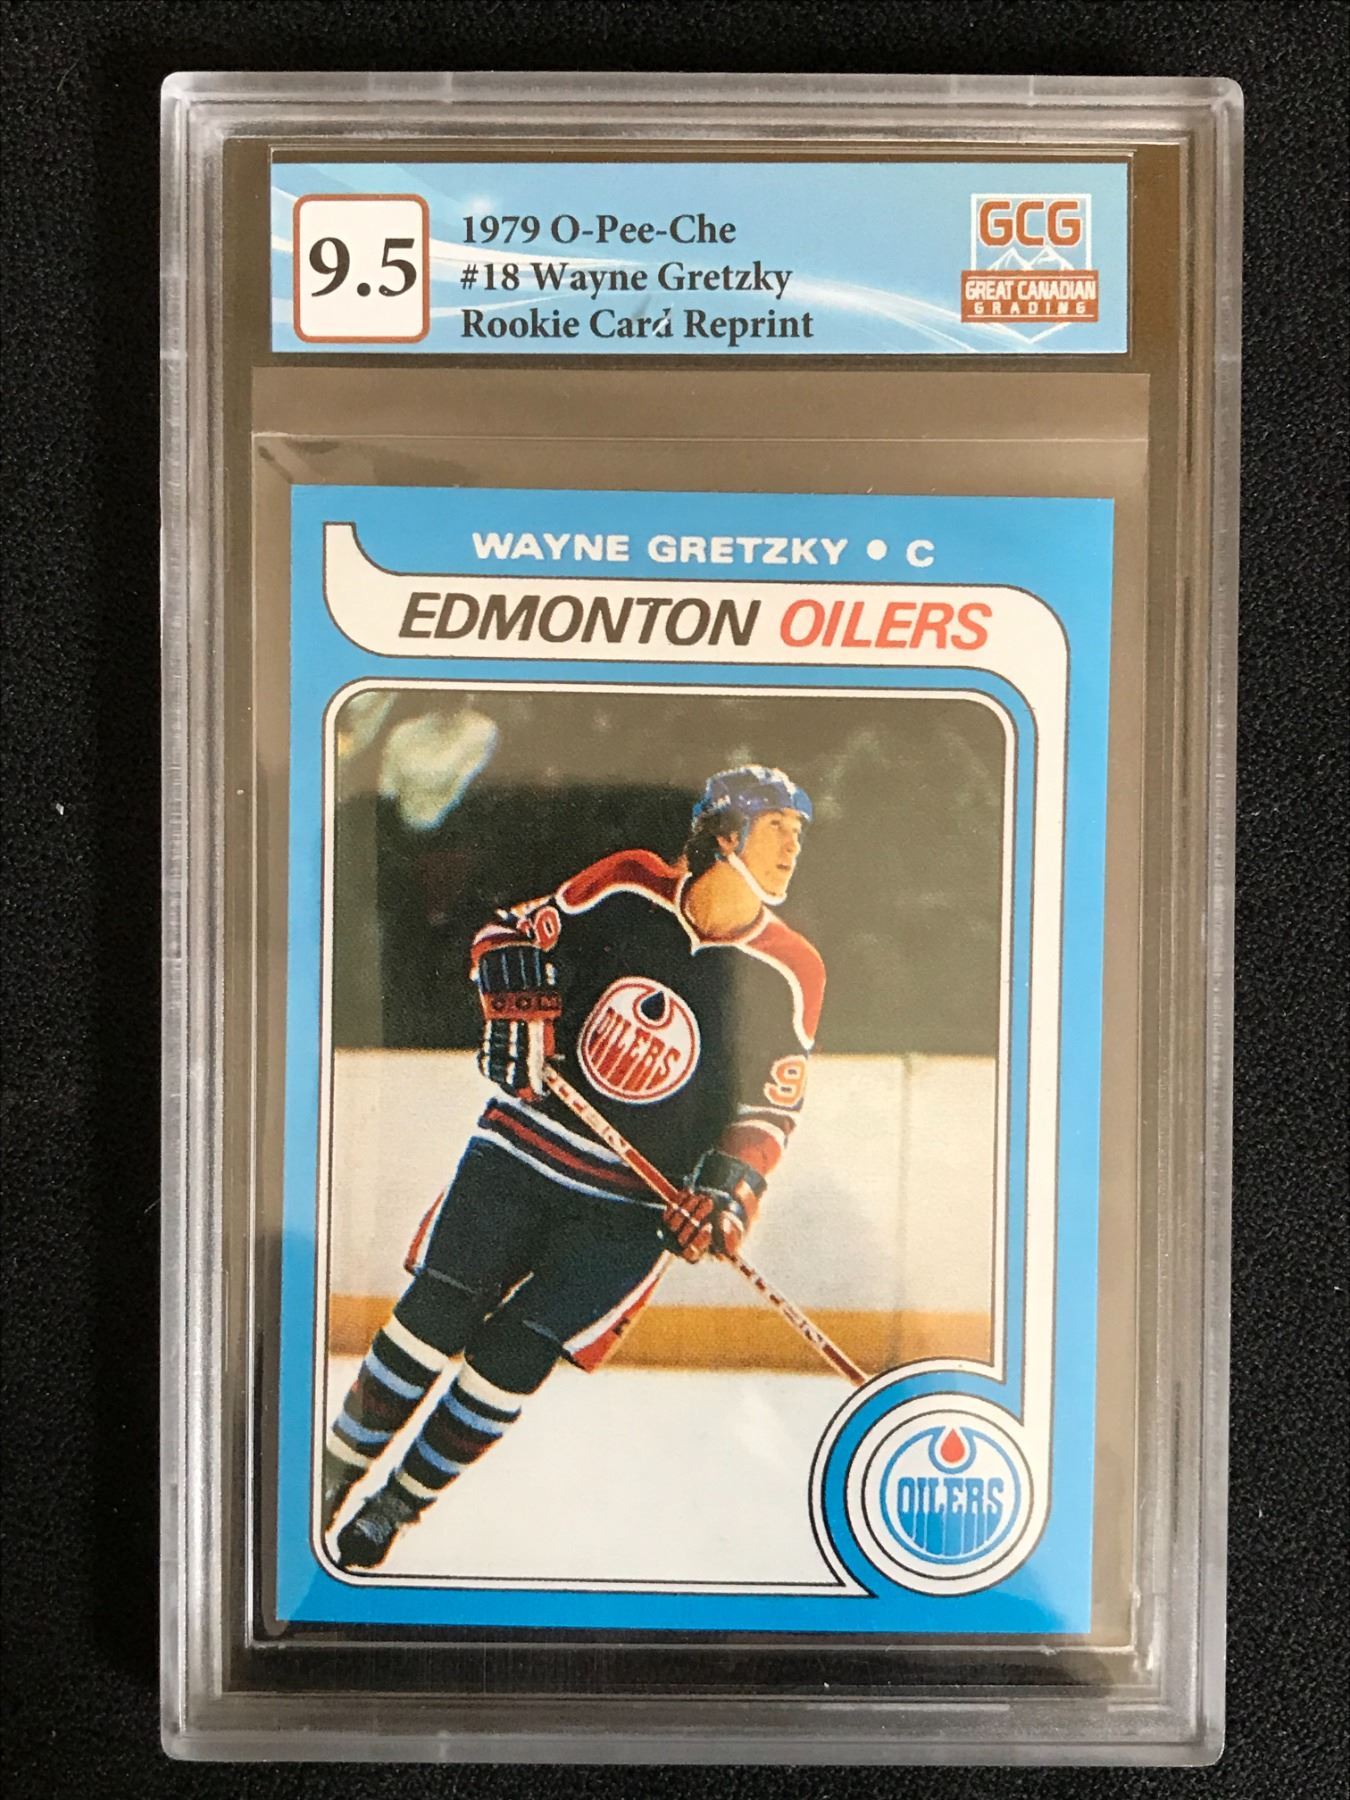 9.5
1979 O-Pee-Che
#18 Wayne Gretzky
Rookie Card Reprint
GCG
GREAT CANADIAN
GRADING
WAYNE GRETZKY • C
EDMONTON OILERS
OILERS
9
OILERS